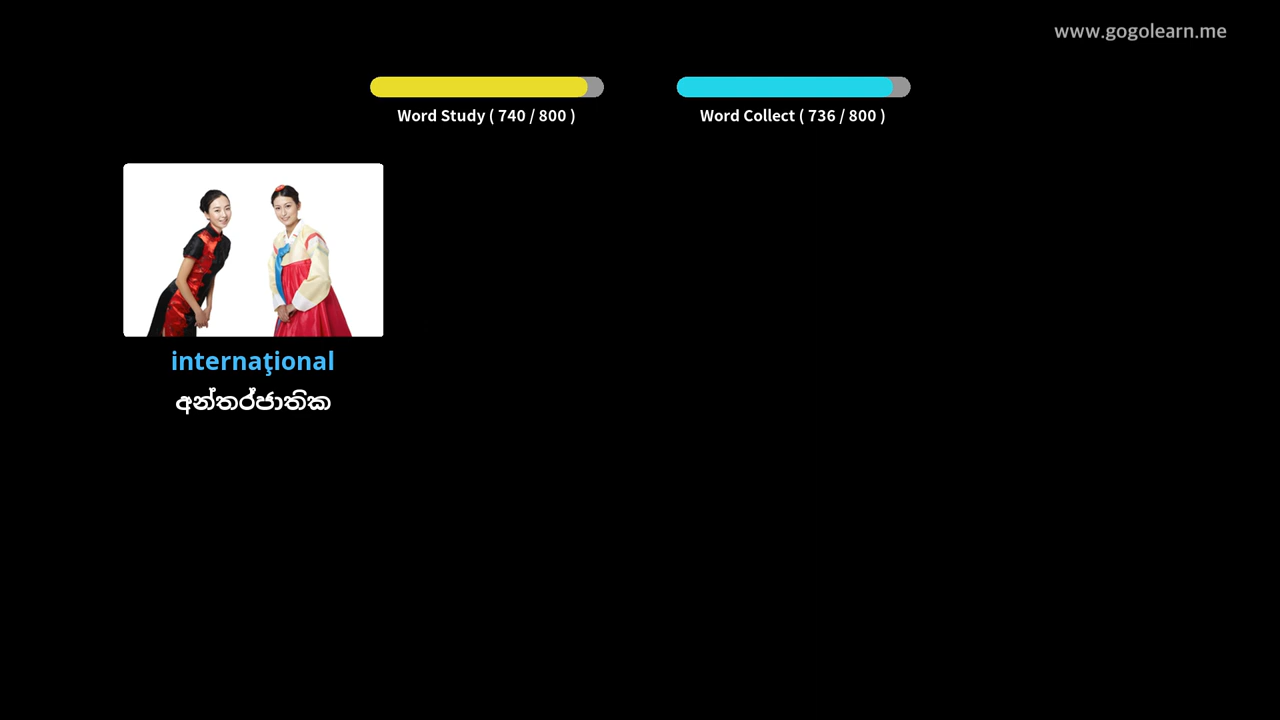 www.gogolearn.me
Word Study ( 740 / 800 )
Word Collect ( 736 / 800 )
internaţional
අන්තර්ජාතික